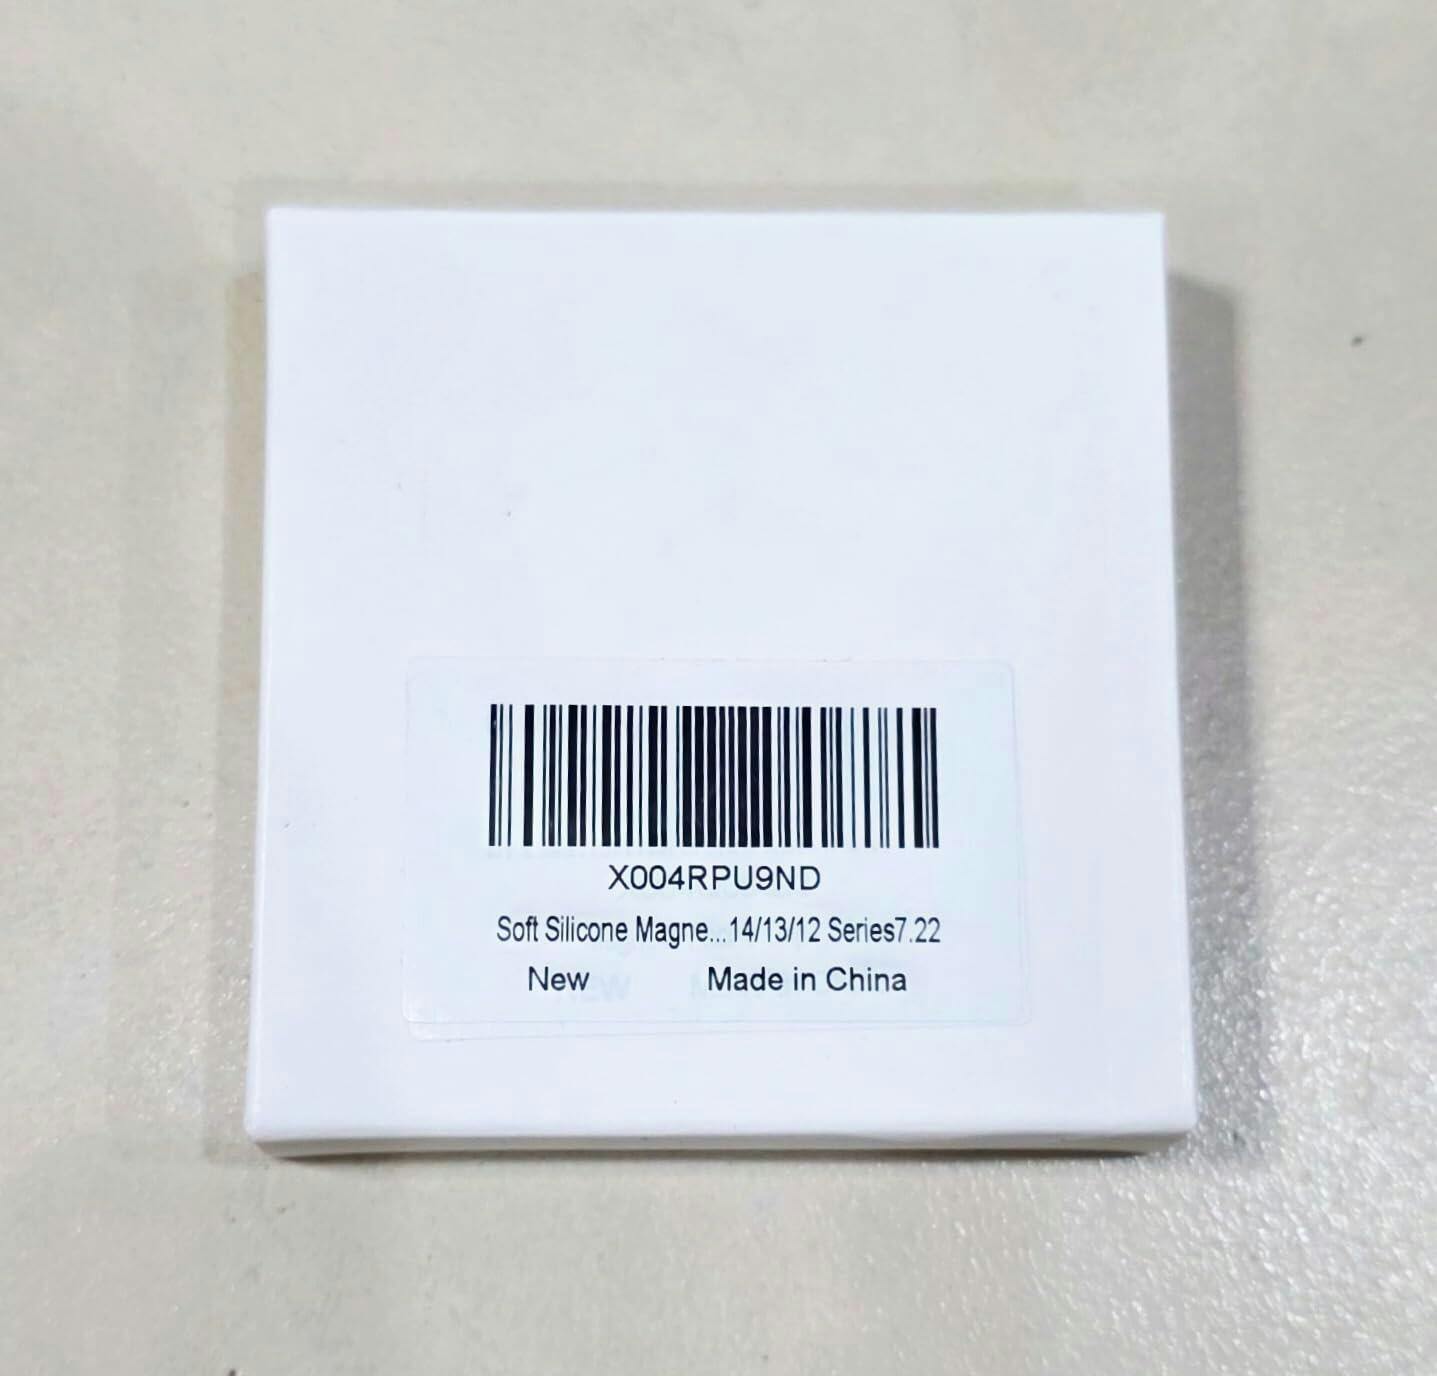 X004RPU9ND
Soft Silicone Magne...14/13/12 Series7.22
New Made in China